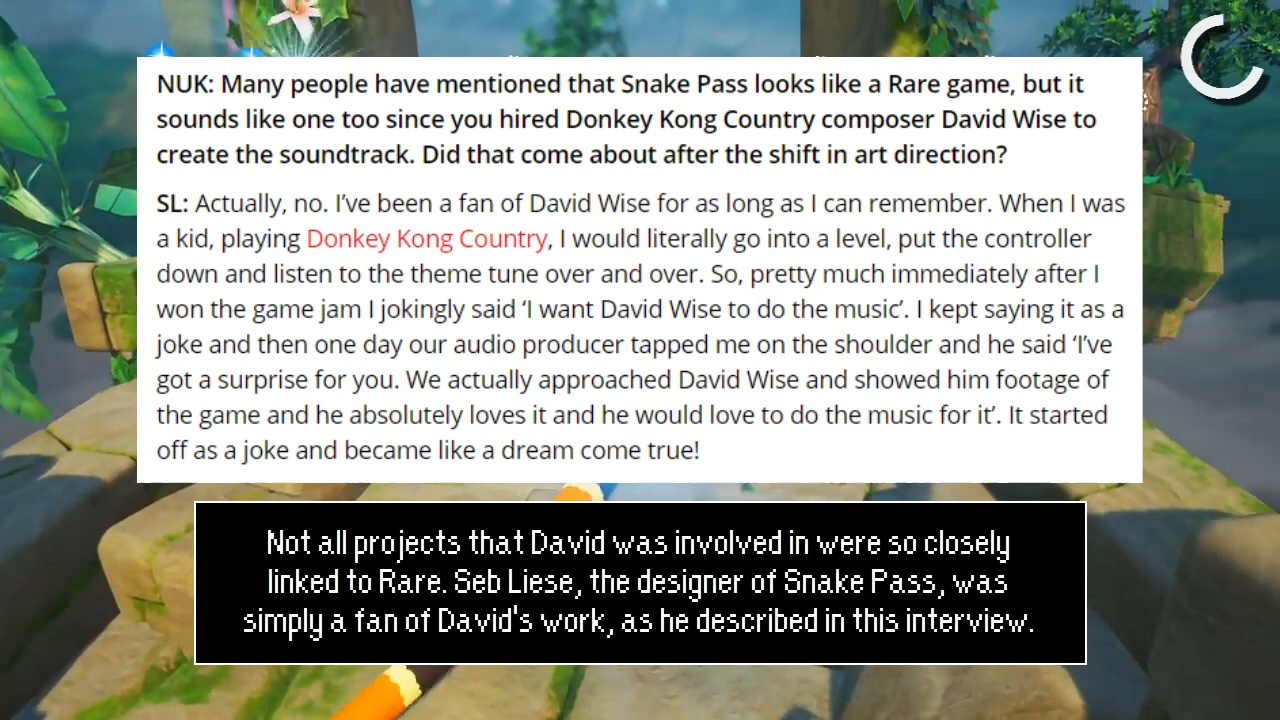 NUK: Many people have mentioned that Snake Pass looks like a Rare game, but it
sounds like one too since you hired Donkey Kong Country composer David Wise to
create the soundtrack. Did that come about after the shift in art direction?
SL: Actually, no. I’ve been a fan of David Wise for as long as I can remember. When I was
a kid, playing Donkey Kong Country, I would literally go into a level, put the controller
down and listen to the theme tune over and over. So, pretty much immediately after I
won the game jam I jokingly said ‘I want David Wise to do the music’. I kept saying it as a
joke and then one day our audio producer tapped me on the shoulder and he said ‘I’ve
got a surprise for you. We actually approached David Wise and showed him footage of
the game and he absolutely loves it and he would love to do the music for it’. It started
off as a joke and became like a dream come true!
Not all projects that David was involved in were so closely
linked to Rare. Seb Liese, the designer of Snake Pass, was
simply a fan of David's work, as he described in this interview.